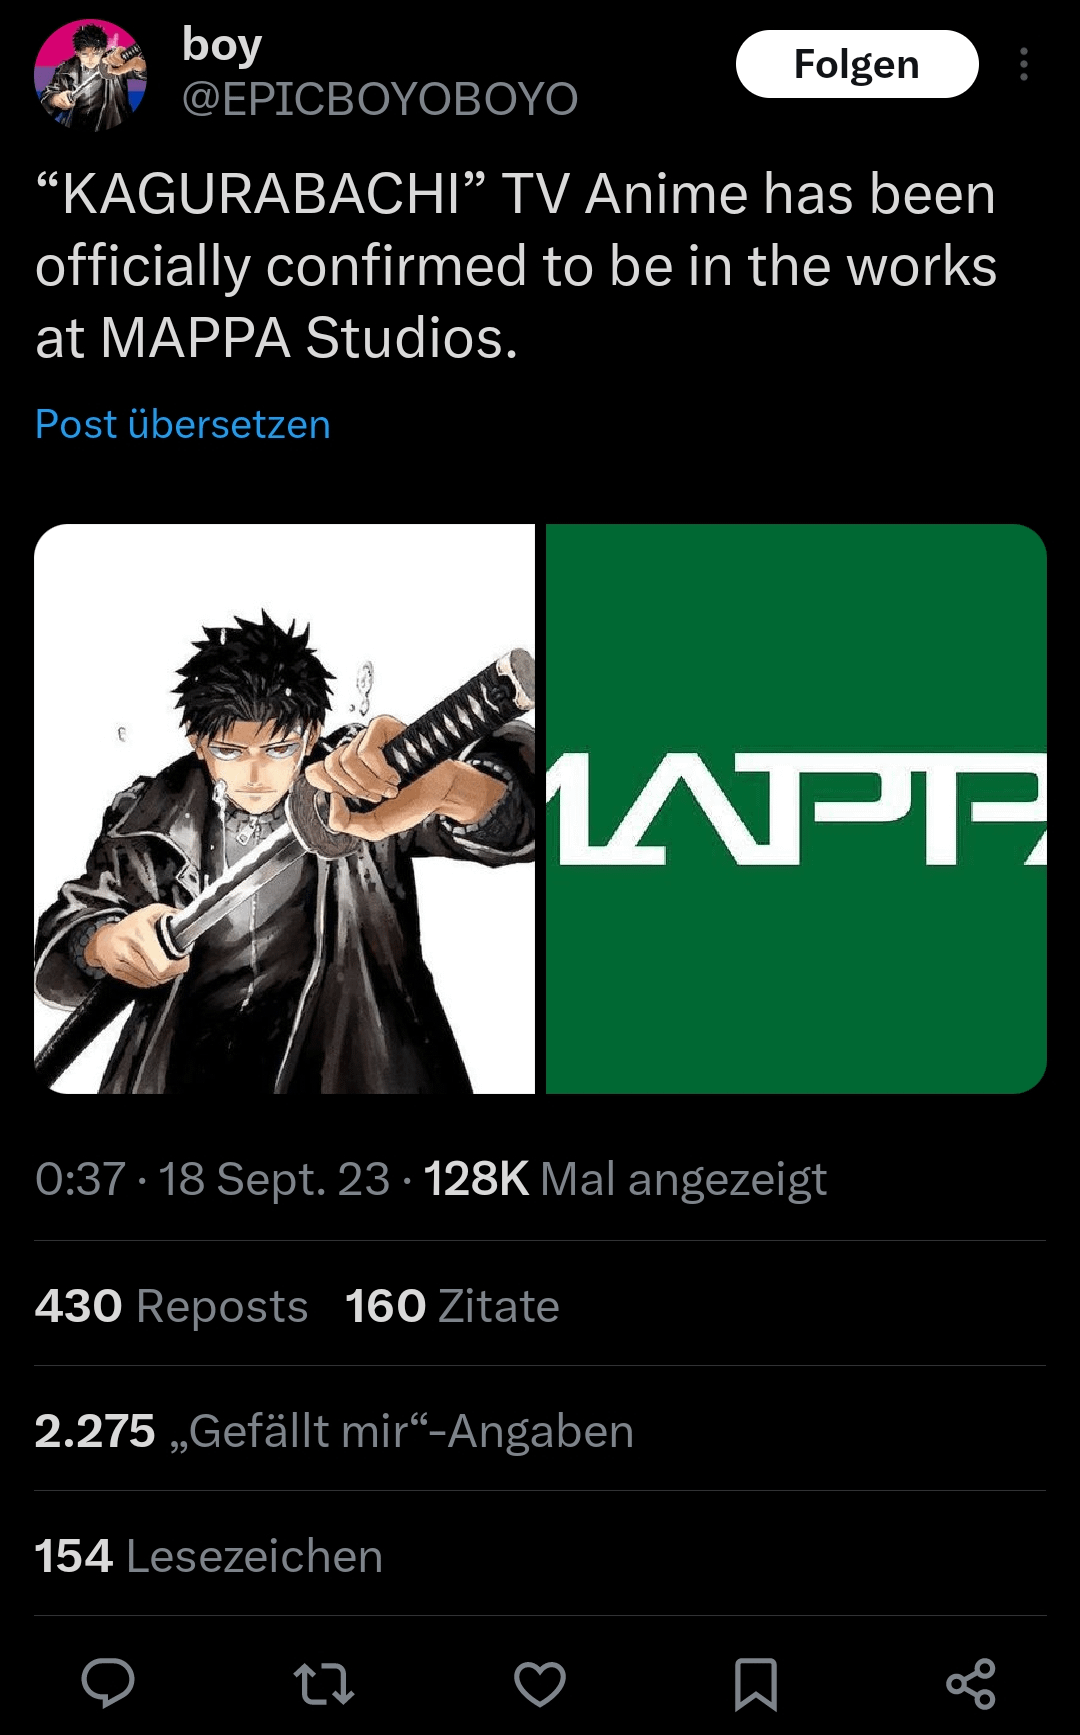 boy
@EPICBOYOBOYO
Folgen
“KAGURABACHI” TV Anime has been
officially confirmed to be in the works
at MAPPA Studios.
Post übersetzen
MAPPA
0:37 · 18 Sept. 23 · 128K Mal angezeigt
430 Reposts 160 Zitate
2.275 „Gefällt mir“-Angaben
154 Lesezeichen